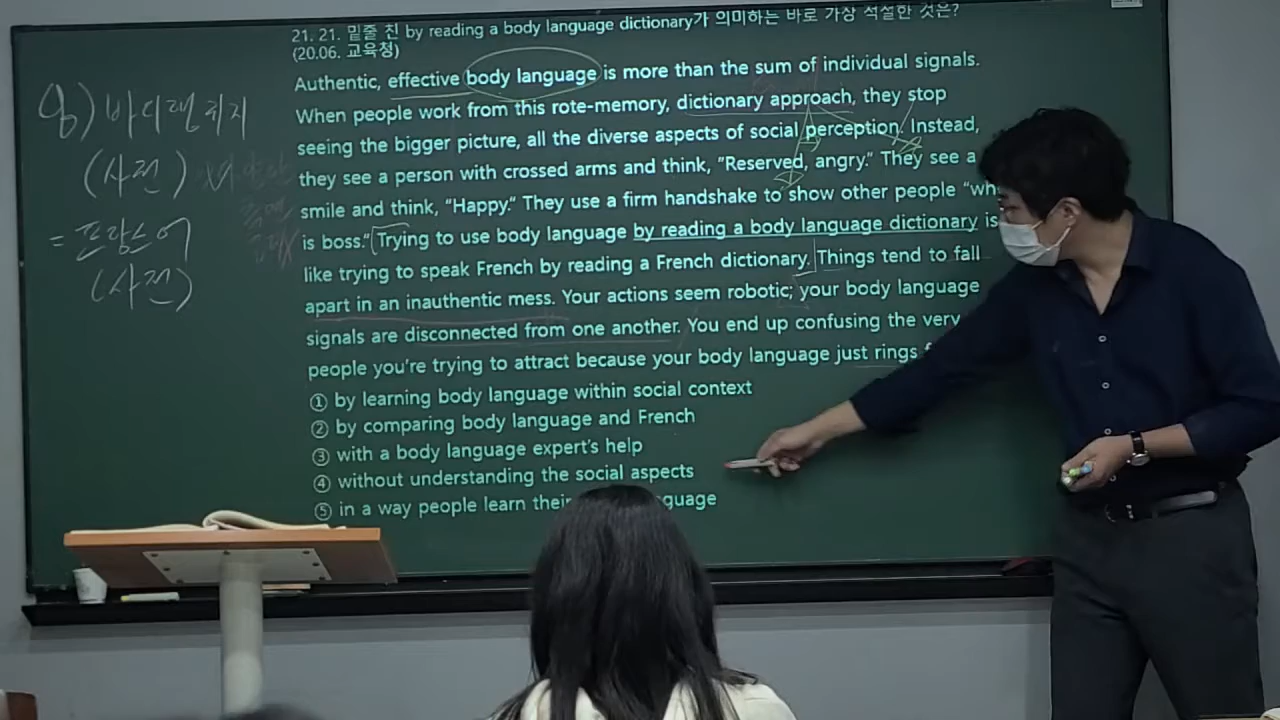 21. 21. 밑줄 친 by reading a body language dictionary가 의미하는 바로 가장 적절한 것은?
(20.06. 교육청)
Authentic, effective body language is more than the sum of individual signals.
When people work from this rote-memory, dictionary approach, they stop
seeing the bigger picture, all the diverse aspects of social perception. Instead,
they see a person with crossed arms and think, “Reserved, angry.” They see a
smile and think, “Happy.” They use a firm handshake to show other people “wh
is boss.” Trying to use body language by reading a body language dictionary is
like trying to speak French by reading a French dictionary. Things tend to fall
apart in an inauthentic mess. Your actions seem robotic; your body language
signals are disconnected from one another. You end up confusing the very
people you’re trying to attract because your body language just rings
① by learning body language within social context
② by comparing body language and French
③ with a body language expert’s help
④ without understanding the social aspects
⑤ in a way people learn their
(사전)
= 프랑스어
(사전)